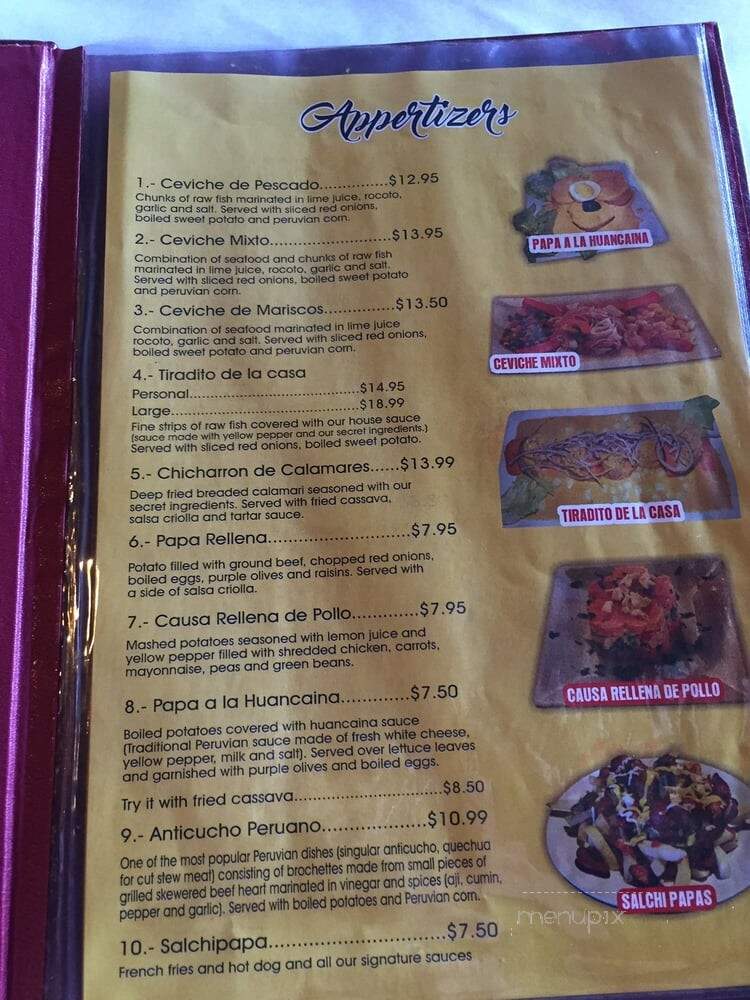 Appertizers
1.- Ceviche de Pescado...............$12.95
Chunks of raw fish marinated in lime juice, rocoto,
garlic and salt. Served with sliced red onions,
boiled sweet potato and peruvian corn.
2.- Ceviche Mixto..........................$13.95
Combination of seafood and chunks of raw fish
marinated in lime juice, rocoto, garlic and salt.
Served with sliced red onions, boiled sweet potato
and peruvian corn.
3.- Ceviche de Mariscos...............$13.50
Combination of seafood marinated in lime juice
rocoto, garlic and salt. Served with sliced red onions,
boiled sweet potato and peruvian corn.
4.- Tiradito de la casa
Personal..........................................$14.95
Large..............................................$18.99
Fine strips of raw fish covered with our house sauce
(sauce made with yellow pepper and our secret ingredients.)
Served with sliced red onions, boiled sweet potato.
5.- Chicharron de Calamares......$13.99
Deep fried breaded calamari seasoned with our
secret ingredients. Served with fried cassava,
salsa criolla and tartar sauce.
6.- Papa Rellena.............................$7.95
Potato filled with ground beef, chopped red onions,
boiled eggs, purple olives and raisins. Served with
a side of salsa criolla.
7.- Causa Rellena de Pollo.............$7.95
Mashed potatoes seasoned with lemon juice and
yellow pepper filled with shredded chicken, carrots,
mayonnaise, peas and green beans.
8.- Papa a la Huancaina.............$7.50
Boiled potatoes covered with huancaina sauce
(Traditional Peruvian sauce made of fresh white cheese,
yellow pepper, milk and salt). Served over lettuce leaves
and garnished with purple olives and boiled eggs.
Try it with fried cassava..............................$8.50
9.- Anticucho Peruano..................$10.99
One of the most popular Peruvian dishes (singular anticucho, quechua
for cut stew meat) consisting of brochettes made from small pieces of
grilled skewered beef heart marinated in vinegar and spices (aji, cumin,
pepper and garlic). Served with boiled potatoes and Peruvian corn.
10.- Salchipapa..............................$7.50
French fries and hot dog and all our signature sauces
PAPA A LA HUANCAINA
CEVICHE MIXTO
TIRADITO DE LA CASA
CAUSA RELLENA DE POLLO
SALCHI PAPAS
menupix